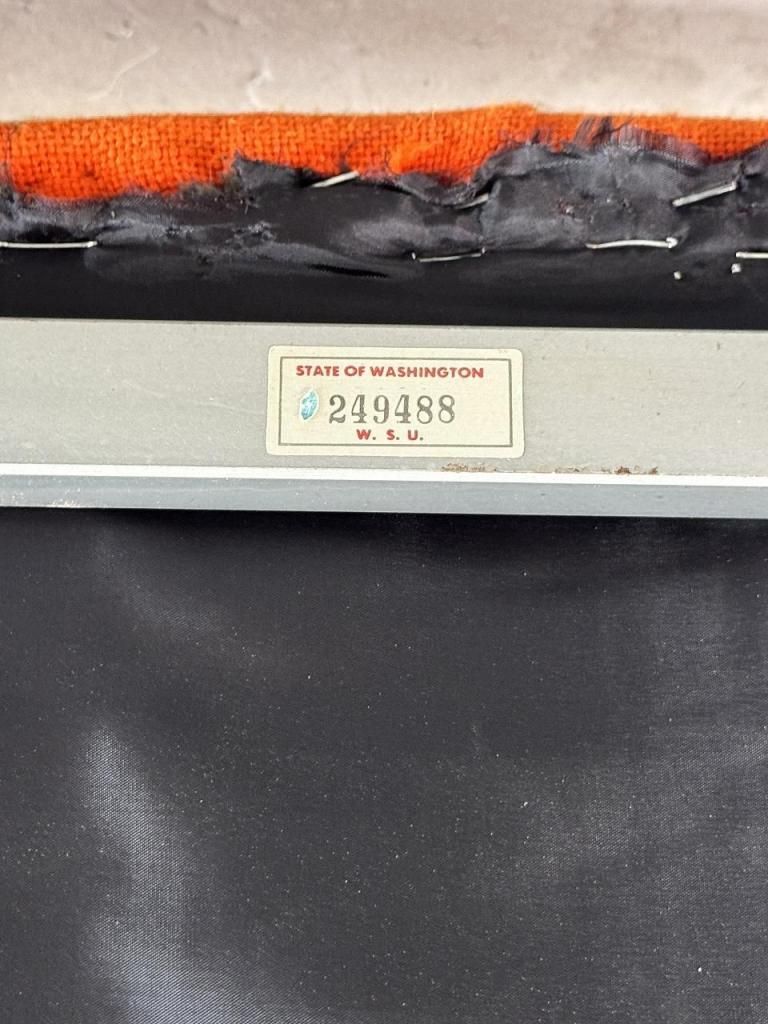 STATE OF WASHINGTON
249488
W. S. U.